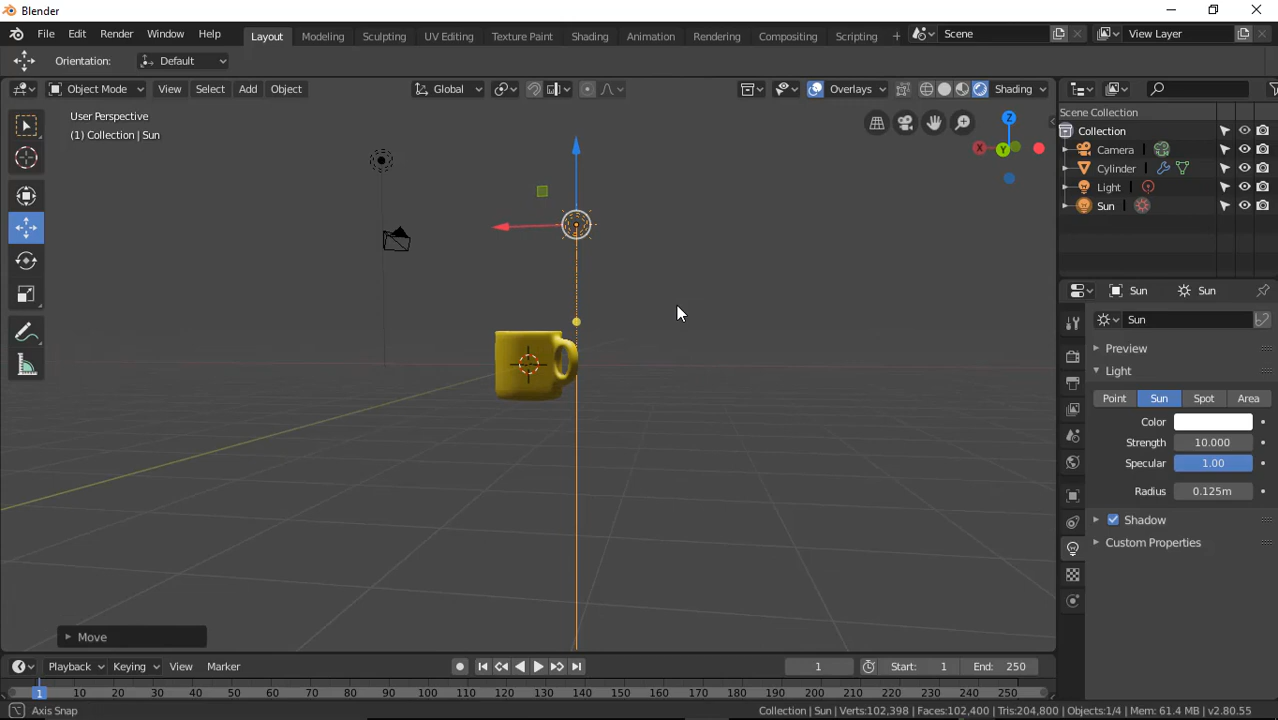 Blender
File Edit Render Window Help Layout Modeling Sculpting UV Editing Texture Paint Shading Animation Rendering Compositing Scripting + Scene View Layer
Orientation: Default
Object Mode View Select Add Object Global Overlays Shading
User Perspective
(1) Collection | Sun
Z
X
Y
Scene Collection
Collection
Camera
Cylinder
Light
Sun
Sun Sun
Sun
Preview
Light
Point Sun Spot Area
Color
Strength 10.000
Specular 1.00
Radius 0.125m
Shadow
Custom Properties
Move
Playback Keying View Marker 1 Start: 1 End: 250
1 10 20 30 40 50 60 70 80 90 100 110 120 130 140 150 160 170 180 190 200 210 220 230 240 250
Axis Snap Collection | Sun | Verts:102,398 | Faces:102,400 | Tris:204,800 | Objects:1/4 | Mem: 61.4 MB | v2.80.55